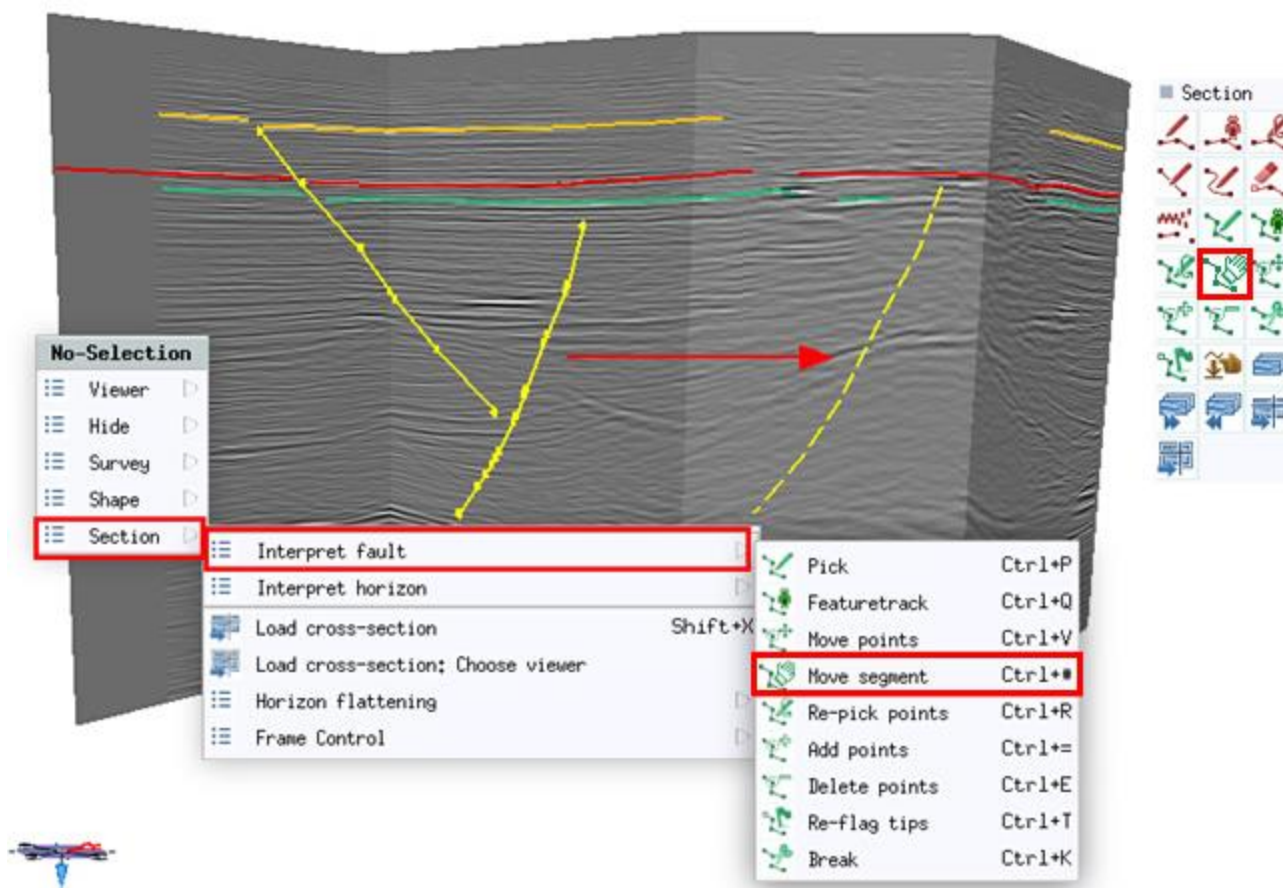 Section
No-Selection
Viewer
Hide
Survey
Shape
Section
Interpret fault
Interpret horizon
Load cross-section Shift+X
Load cross-section: Choose viewer
Horizon flattening
Frame Control
Pick Ctrl+P
Featuretrack Ctrl+Q
Move points Ctrl+V
Move segment Ctrl+#
Re-pick points Ctrl+R
Add points Ctrl+=
Delete points Ctrl+E
Re-flag tips Ctrl+T
Break Ctrl+K